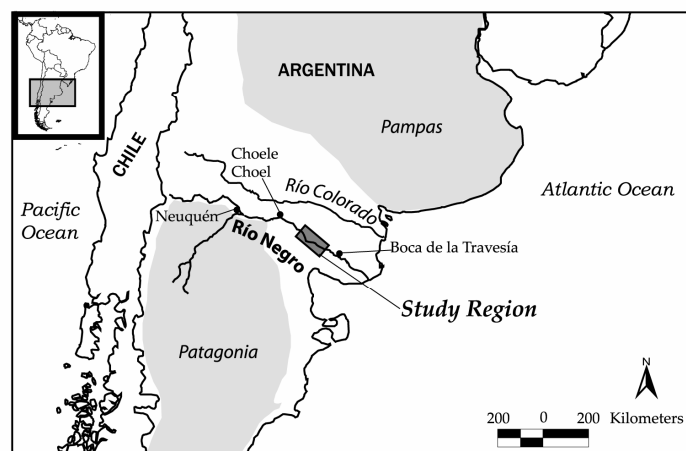 ARGENTINA
Pampas
CHILE
Choele
Choel
Río Colorado
Atlantic Ocean
Pacific
Ocean
Neuquén
Río Negro
Boca de la Travesía
Study Region
Patagonia
N
200 0 200 Kilometers